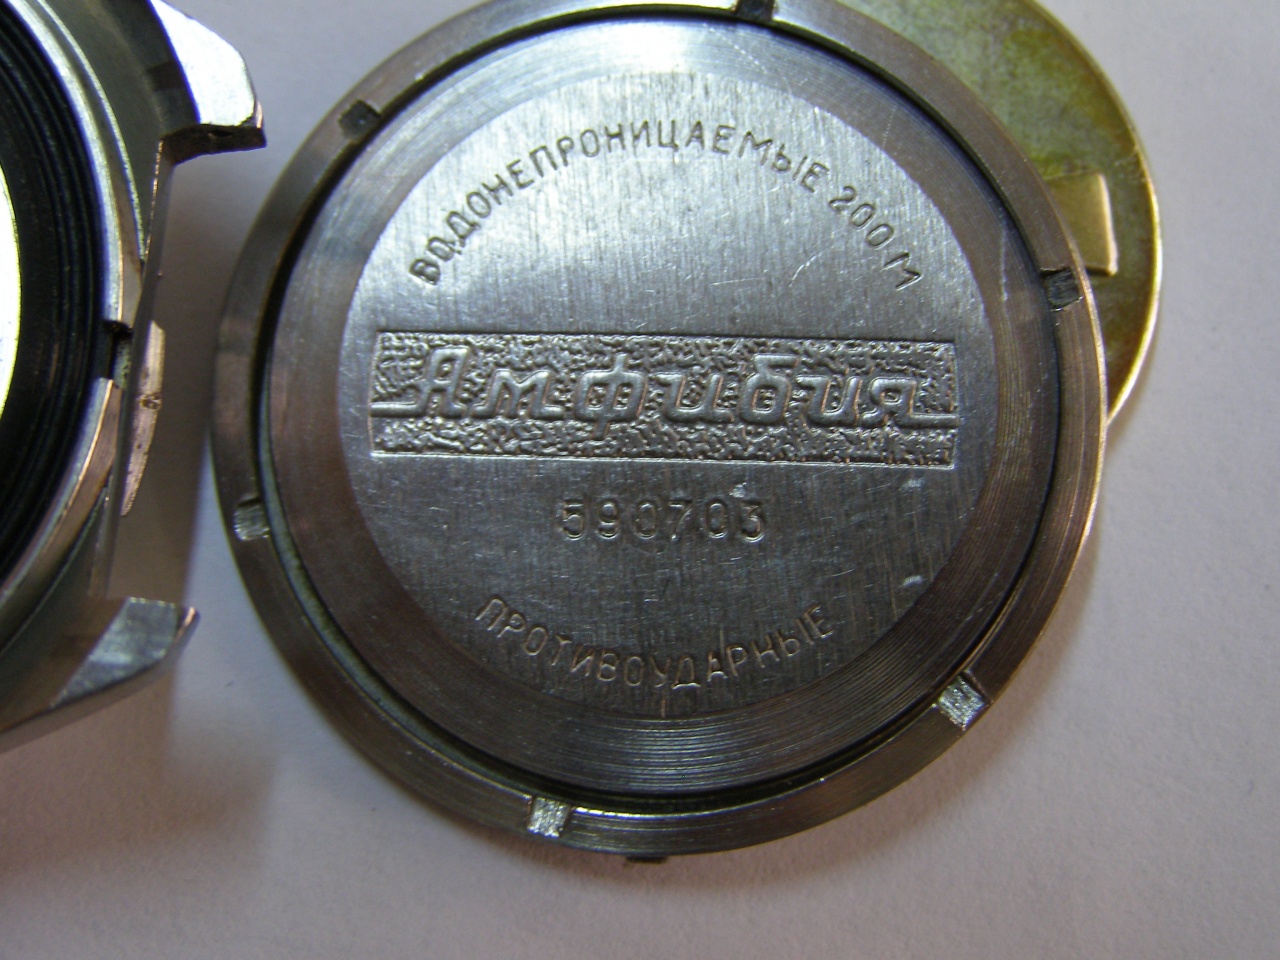 ВОДОНЕПРОНИЦАЕМЫЕ 200 М
Амфибия
590703
ПРОТИВОУДАРНЫЕ